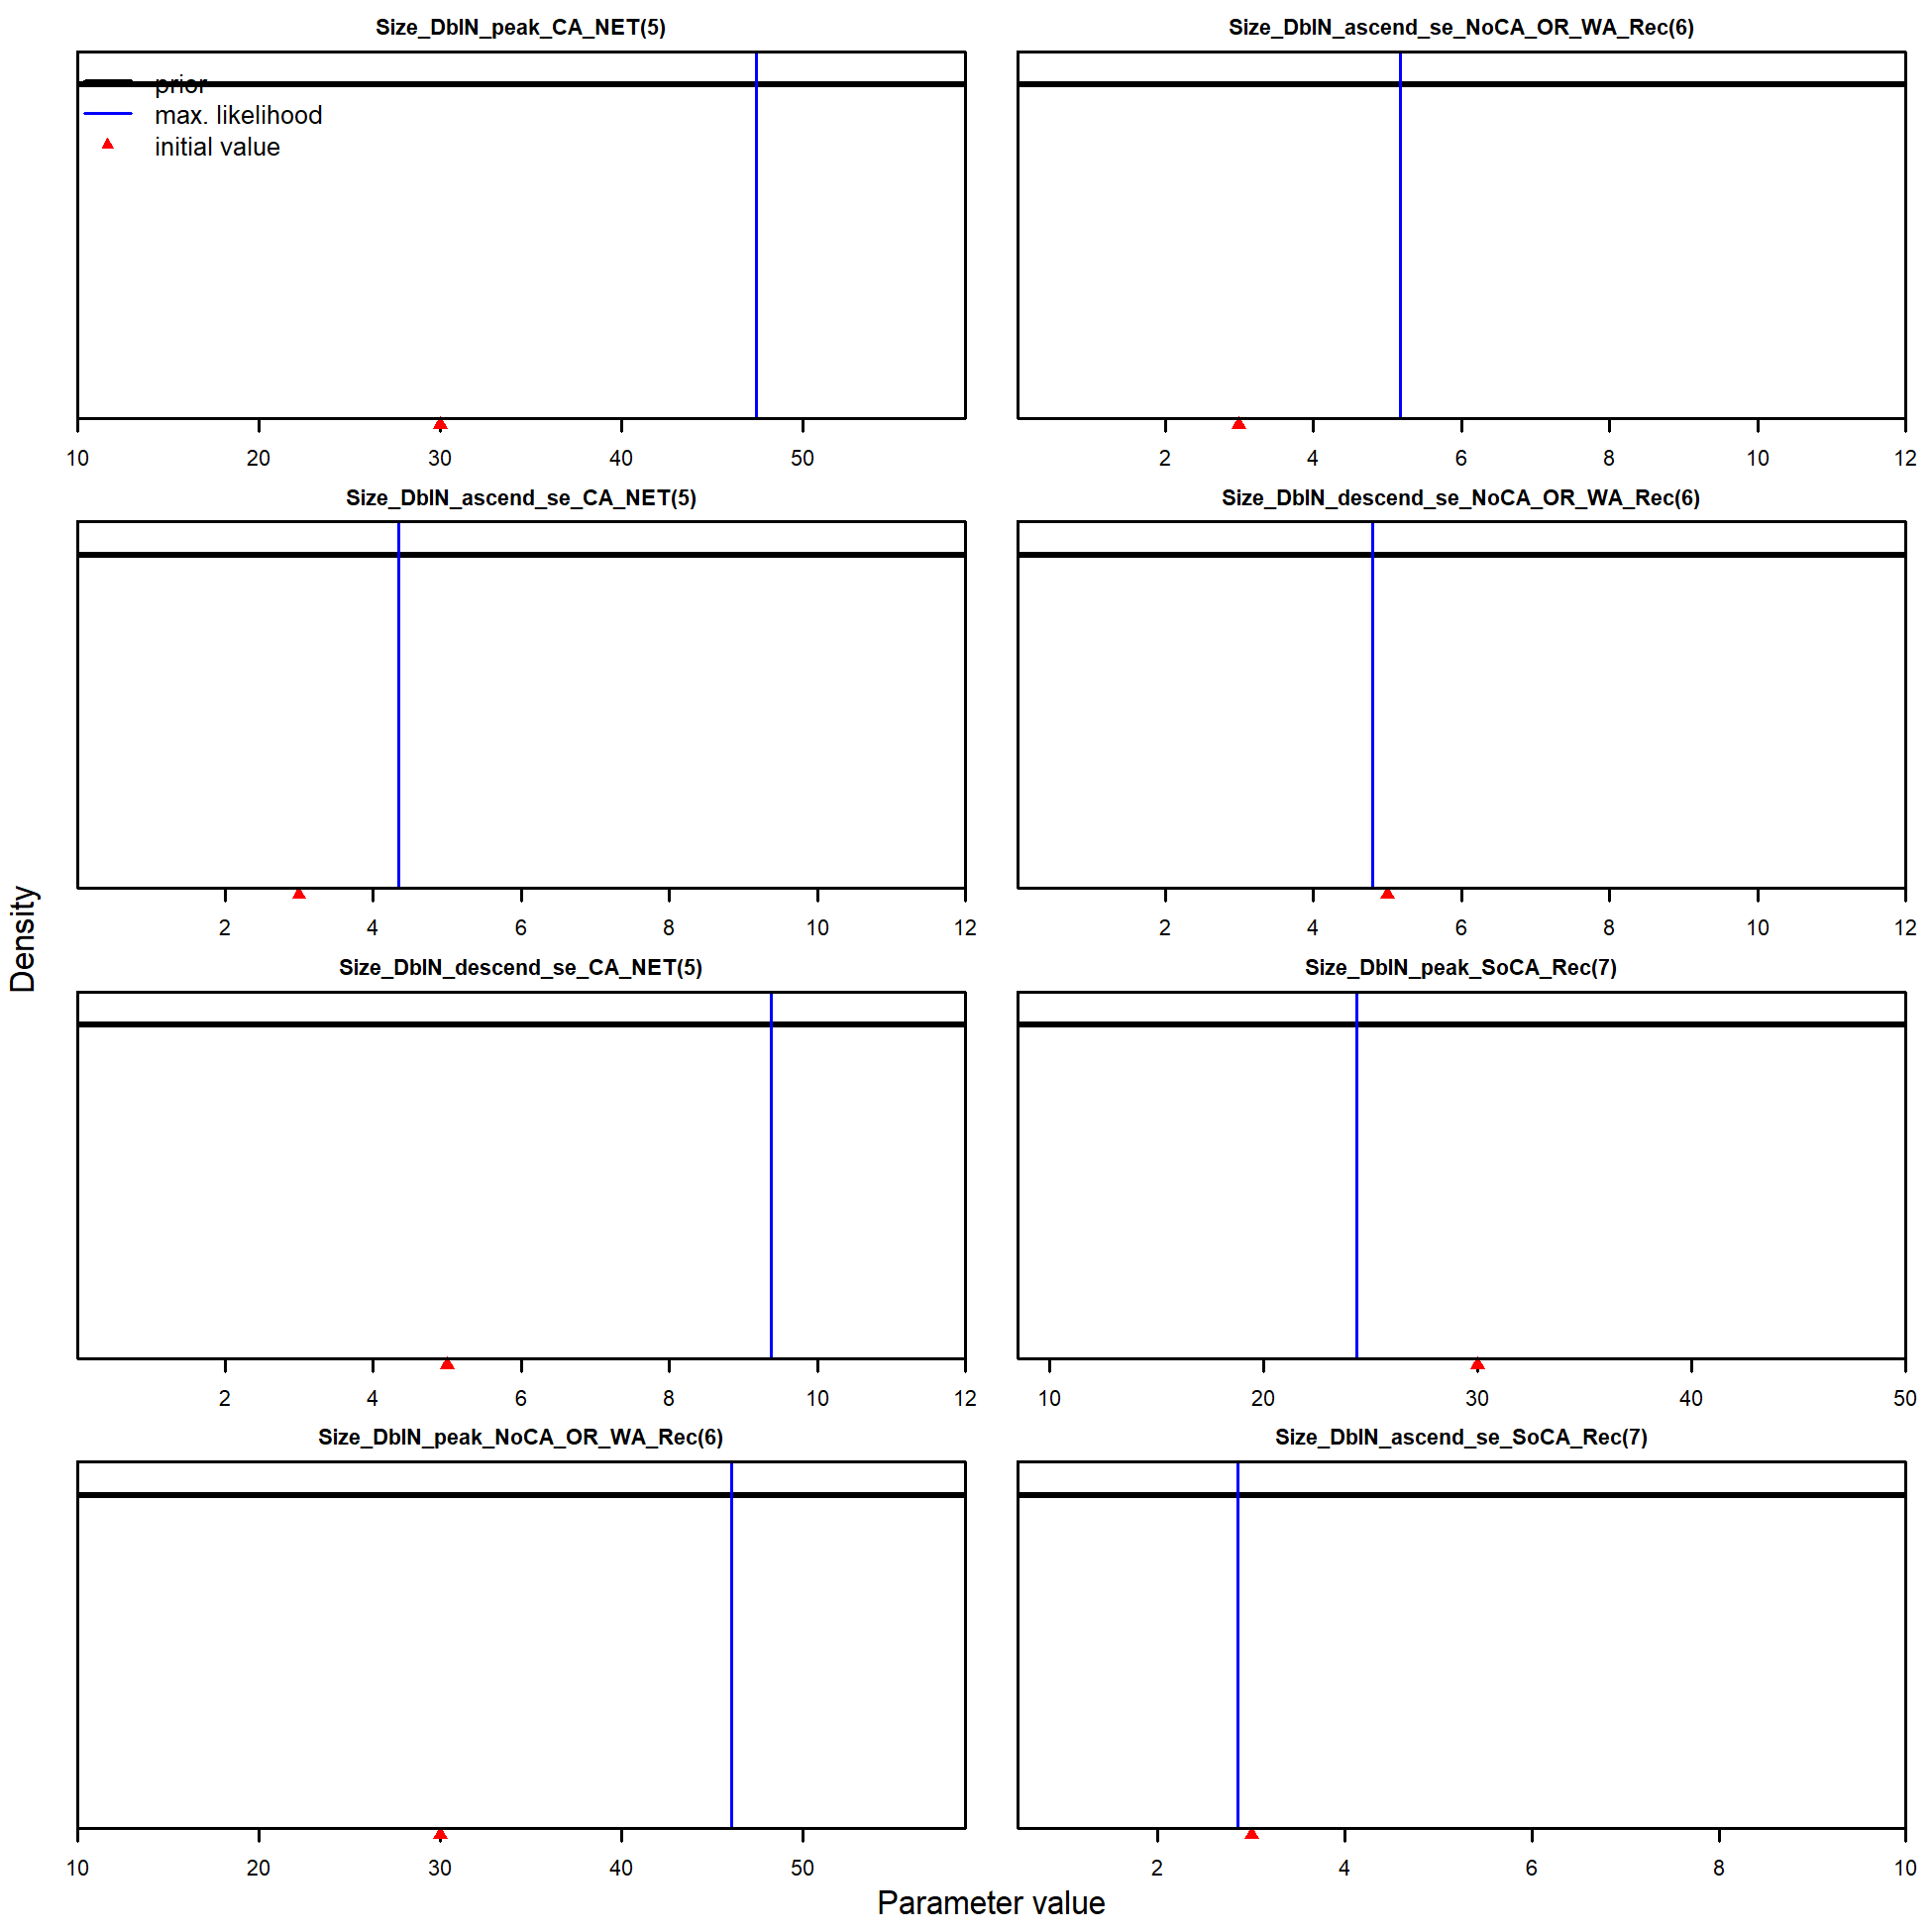 Size_DblN_peak_CA_NET(5)
prior
max. likelihood
initial value
10 20 30 40 50
Size_DblN_ascend_se_NoCA_OR_WA_Rec(6)
2 4 6 8 10 12
Size_DblN_ascend_se_CA_NET(5)
2 4 6 8 10 12
Size_DblN_descend_se_NoCA_OR_WA_Rec(6)
2 4 6 8 10 12
Size_DblN_descend_se_CA_NET(5)
2 4 6 8 10 12
Size_DblN_peak_SoCA_Rec(7)
10 20 30 40 50
Size_DblN_peak_NoCA_OR_WA_Rec(6)
10 20 30 40 50
Size_DblN_ascend_se_SoCA_Rec(7)
2 4 6 8 10
Density
Parameter value